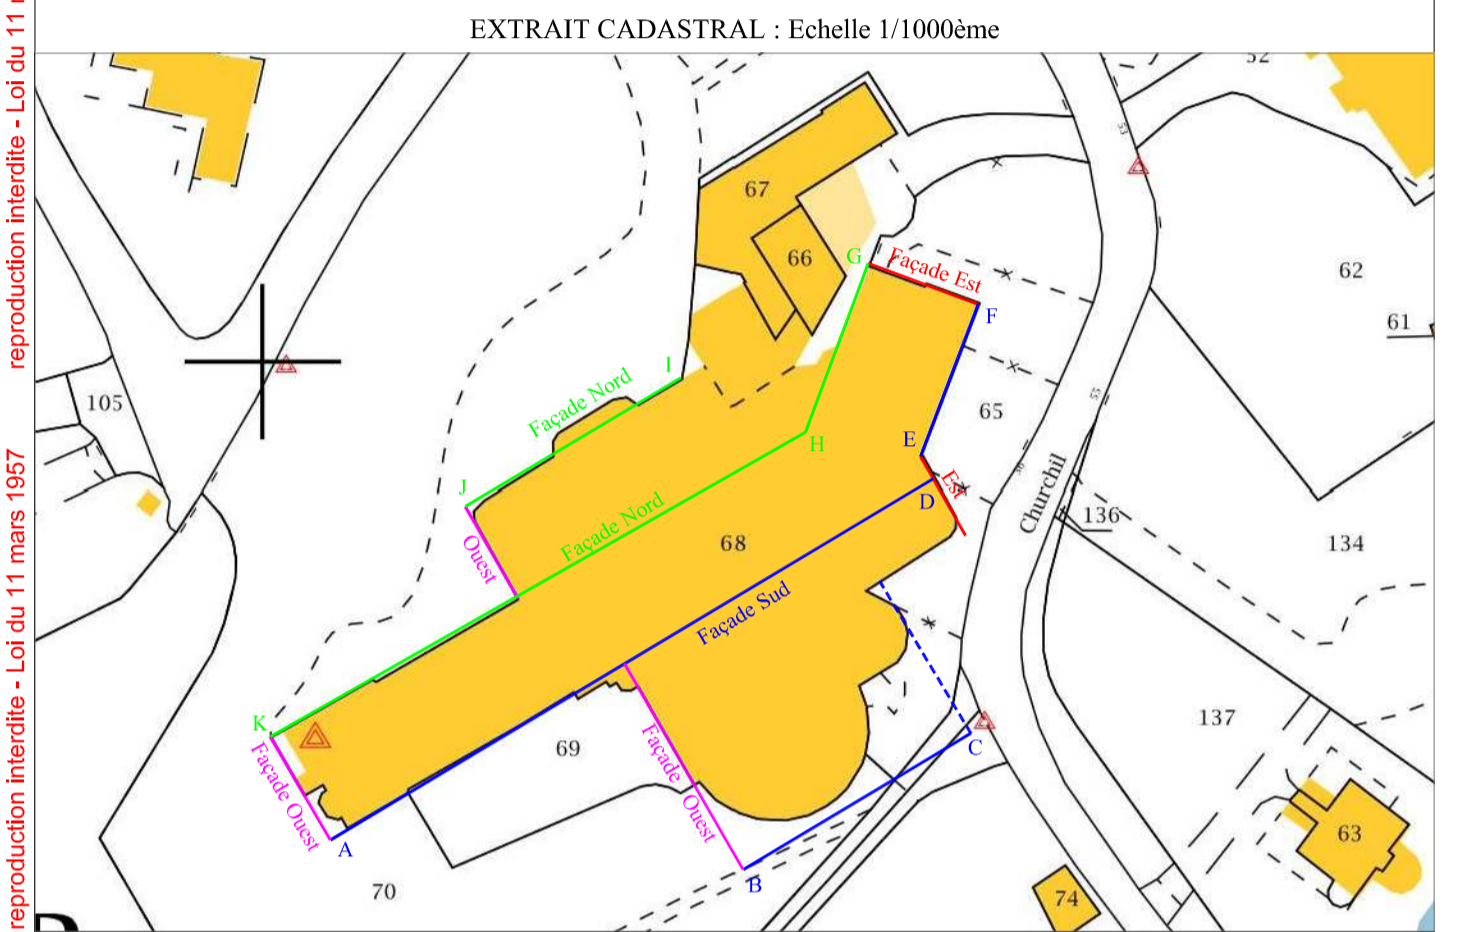 EXTRAIT CADASTRAL : Echelle 1/1000ème
reproduction interdite - Loi du 11
reproduction interdite - Loi du 11 mars 1957
52
53
67
66
G
Façade Est
F
62
61
105
I
Façade Nord
65
55
H
E
J
Est
D
Churchil
Façade Nord
68
Ouest
136
134
Façade Sud
K
Façade Ouest
69
Façade Ouest
C
137
A
B
70
63
74